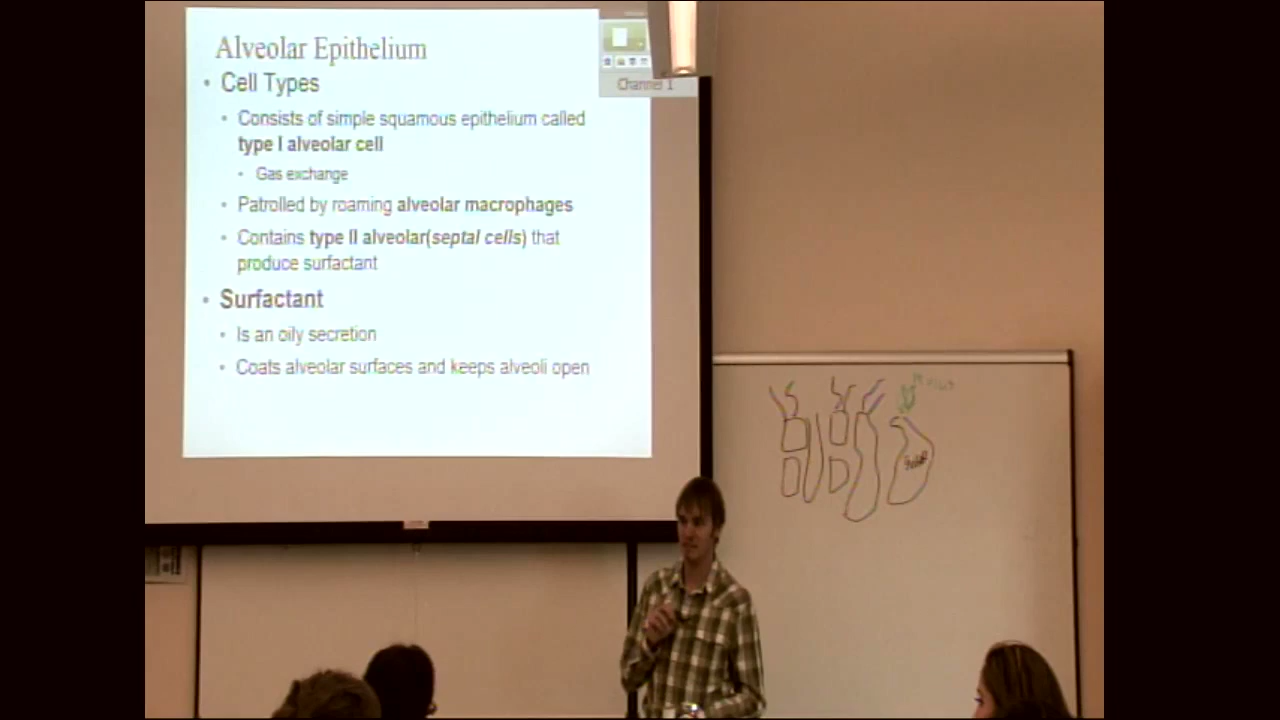 Alveolar Epithelium
• Cell Types
• Consists of simple squamous epithelium called
type I alveolar cell
• Gas exchange
• Patrolled by roaming alveolar macrophages
• Contains type II alveolar(septal cells) that
produce surfactant
• Surfactant
• Is an oily secretion
• Coats alveolar surfaces and keeps alveoli open
Channel 1